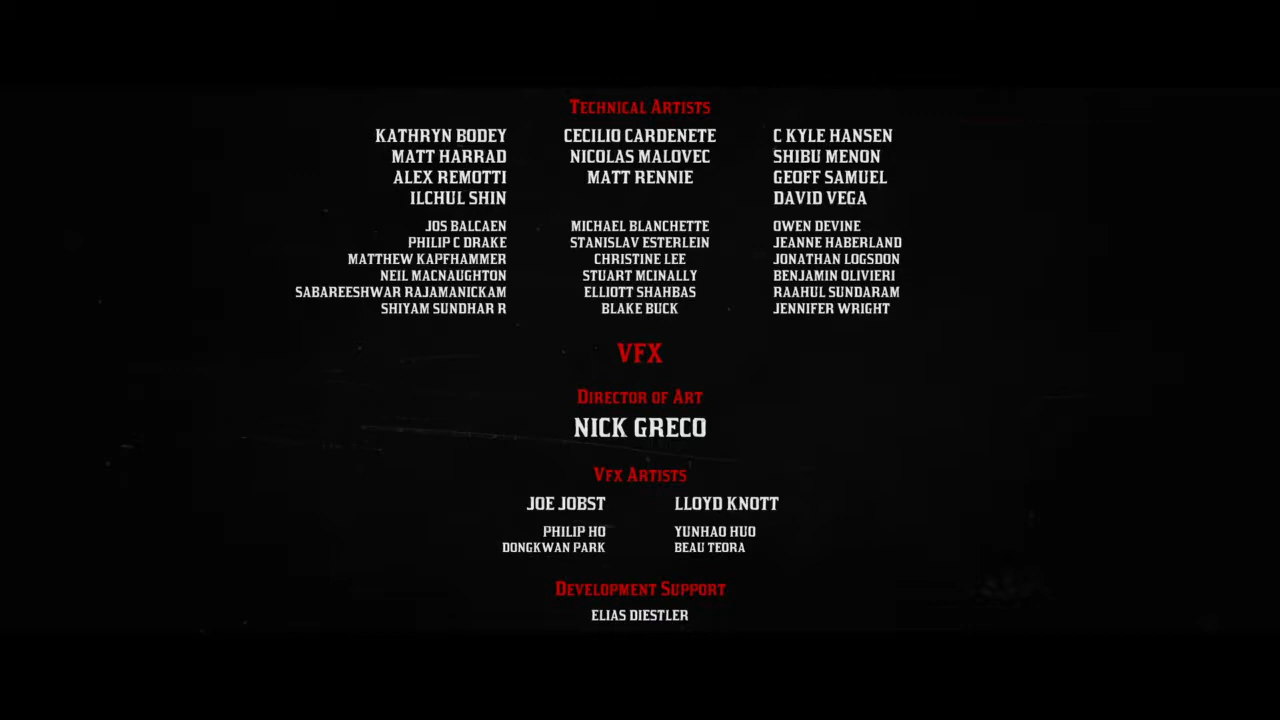 TECHNICAL ARTISTS
KATHRYN BODEY CECILIO CARDENETE C KYLE HANSEN
MATT HARRAD NICOLAS MALOVEC SHIBU MENON
ALEX REMOTTI MATT RENNIE GEOFF SAMUEL
ILCHUL SHIN DAVID VEGA
JOS BALCAEN MICHAEL BLANCHETTE OWEN DEVINE
PHILIP C DRAKE STANISLAV ESTERLEIN JEANNE HABERLAND
MATTHEW KAPFHAMMER CHRISTINE LEE JONATHAN LOGSDON
NEIL MACNAUGHTON STUART MCINALLY BENJAMIN OLIVIERI
SABAREESHWAR RAJAMANICKAM ELLIOTT SHAHBAS RAAHUL SUNDARAM
SHIYAM SUNDHAR R BLAKE BUCK JENNIFER WRIGHT
VFX
DIRECTOR OF ART
NICK GRECO
VFX ARTISTS
JOE JOBST LLOYD KNOTT
PHILIP HO YUNHAO HUO
DONGKWAN PARK BEAU TEORA
DEVELOPMENT SUPPORT
ELIAS DIESTLER